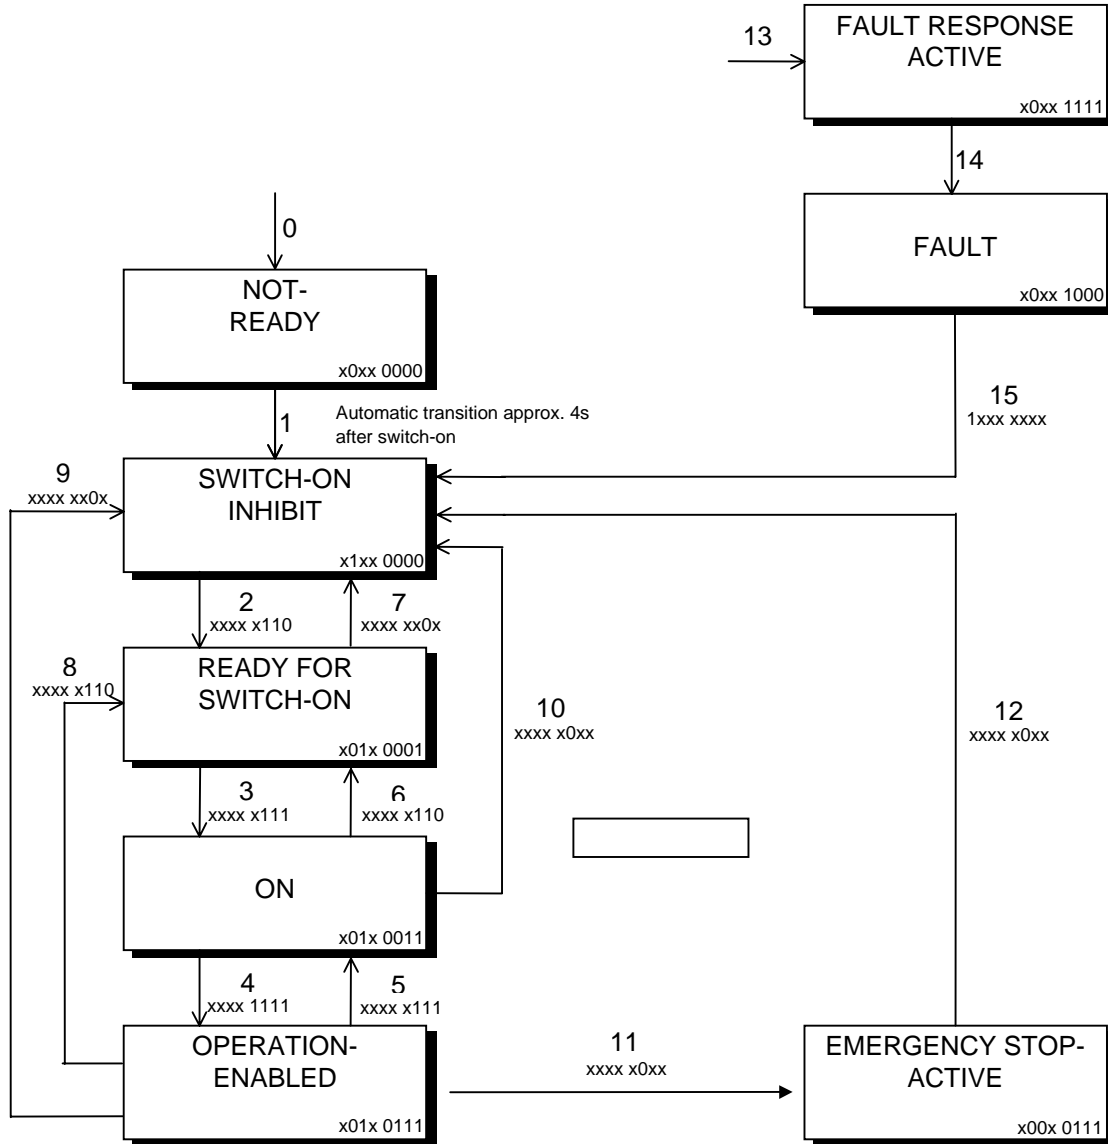 13
FAULT RESPONSE
ACTIVE
x0xx 1111
14
FAULT
x0xx 1000
0
NOT-
READY
x0xx 0000
1
Automatic transition approx. 4s
after switch-on
15
1xxx xxxx
9
xxxx xx0x
SWITCH-ON
INHIBIT
x1xx 0000
2
xxxx x110
7
xxxx xx0x
8
xxxx x110
READY FOR
SWITCH-ON
x01x 0001
10
xxxx x0xx
12
xxxx x0xx
3
xxxx x111
6
xxxx x110
ON
x01x 0011
4
xxxx 1111
5
xxxx x111
OPERATION-
ENABLED
x01x 0111
11
xxxx x0xx
EMERGENCY STOP-
ACTIVE
x00x 0111